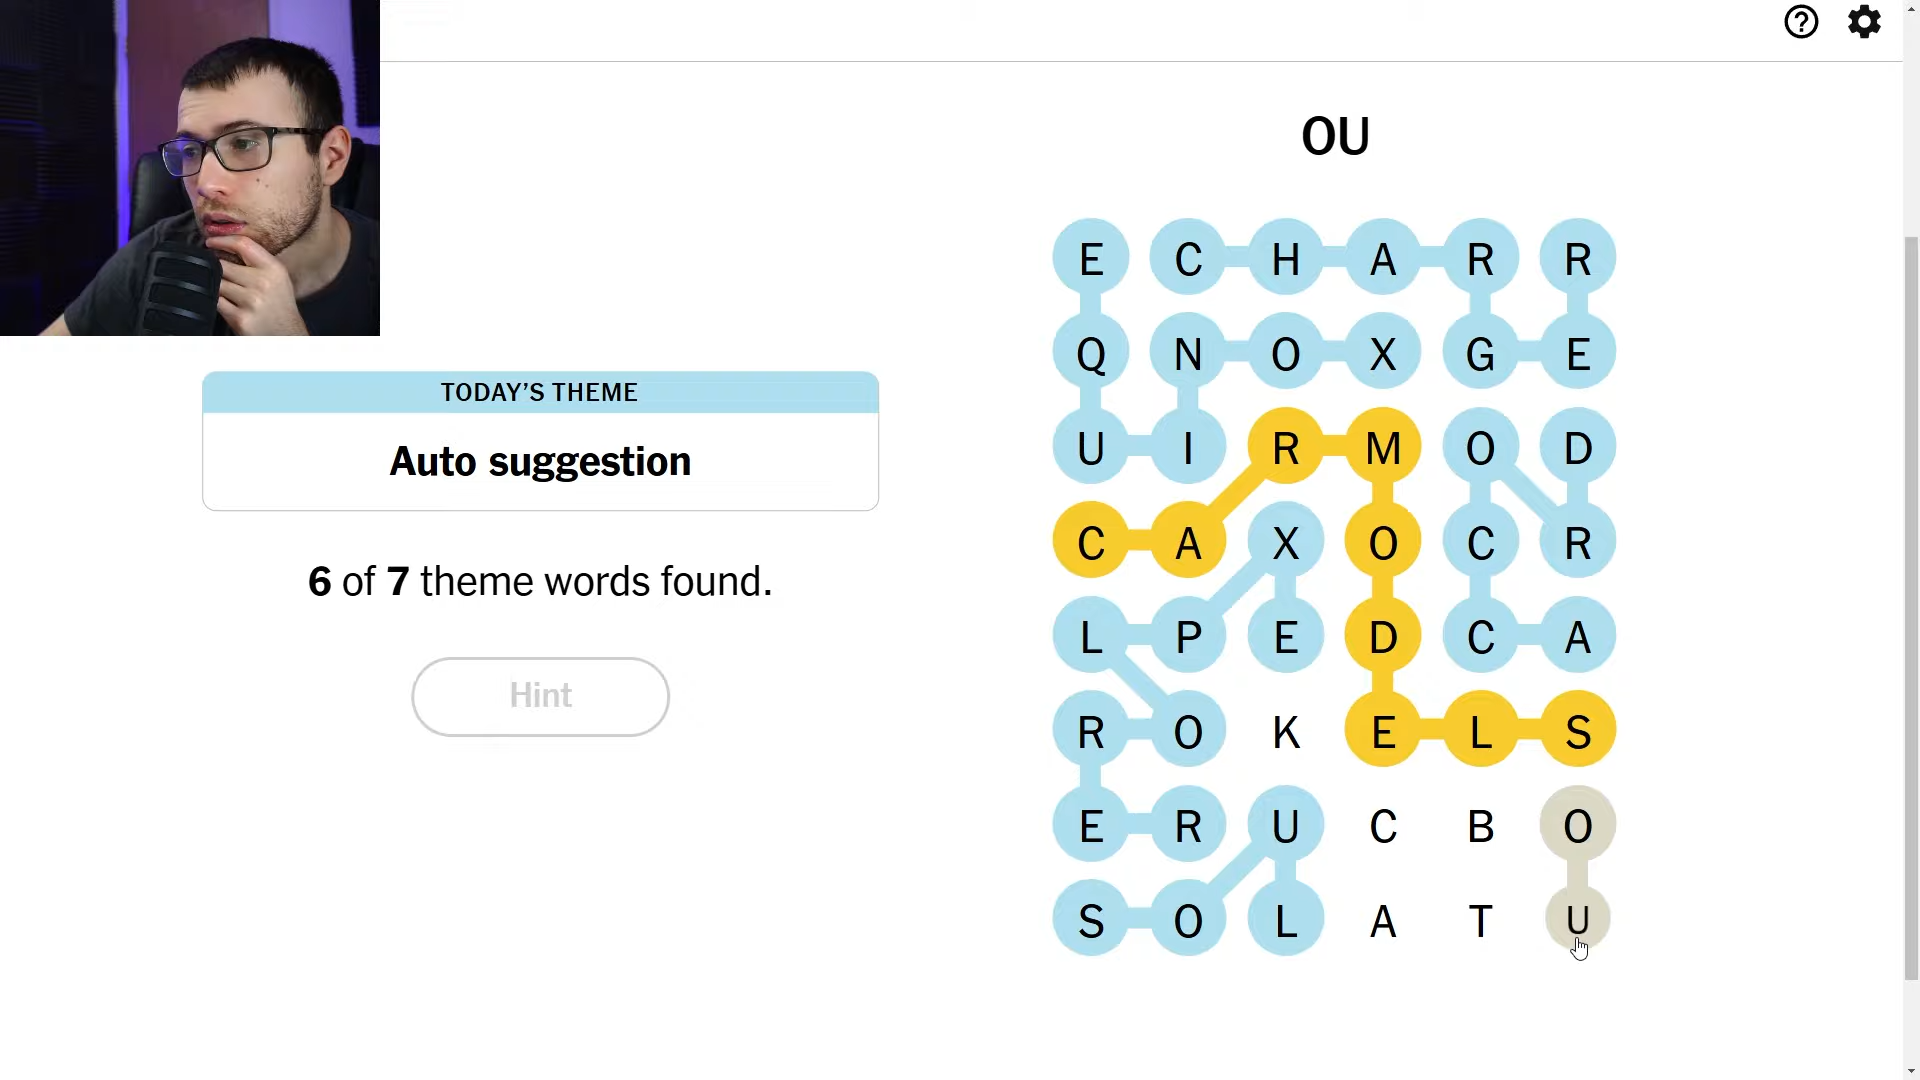 OU
TODAY'S THEME
Auto suggestion
6 of 7 theme words found.
Hint
E C H A R R
Q N O X G E
U I R M O D
C A X O C R
L P E D C A
R O K E L S
E R U C B O
S O L A T U